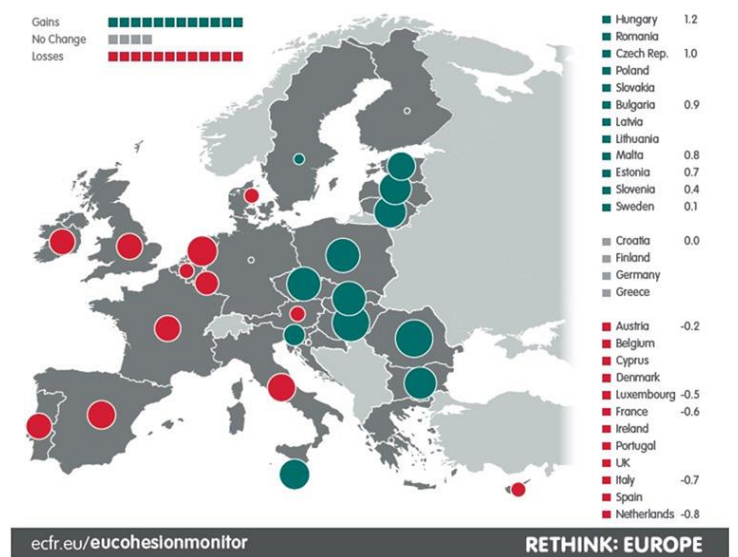 Gains
No Change
Losses
Hungary 1.2
Romania
Czech Rep. 1.0
Poland
Slovakia
Bulgaria 0.9
Latvia
Lithuania
Malta 0.8
Estonia 0.7
Slovenia 0.4
Sweden 0.1
Croatia 0.0
Finland
Germany
Greece
Austria -0.2
Belgium
Cyprus
Denmark
Luxembourg -0.5
France -0.6
Ireland
Portugal
UK
Italy -0.7
Spain
Netherlands -0.8
ecfr.eu/eucohesionmonitor
RETHINK: EUROPE